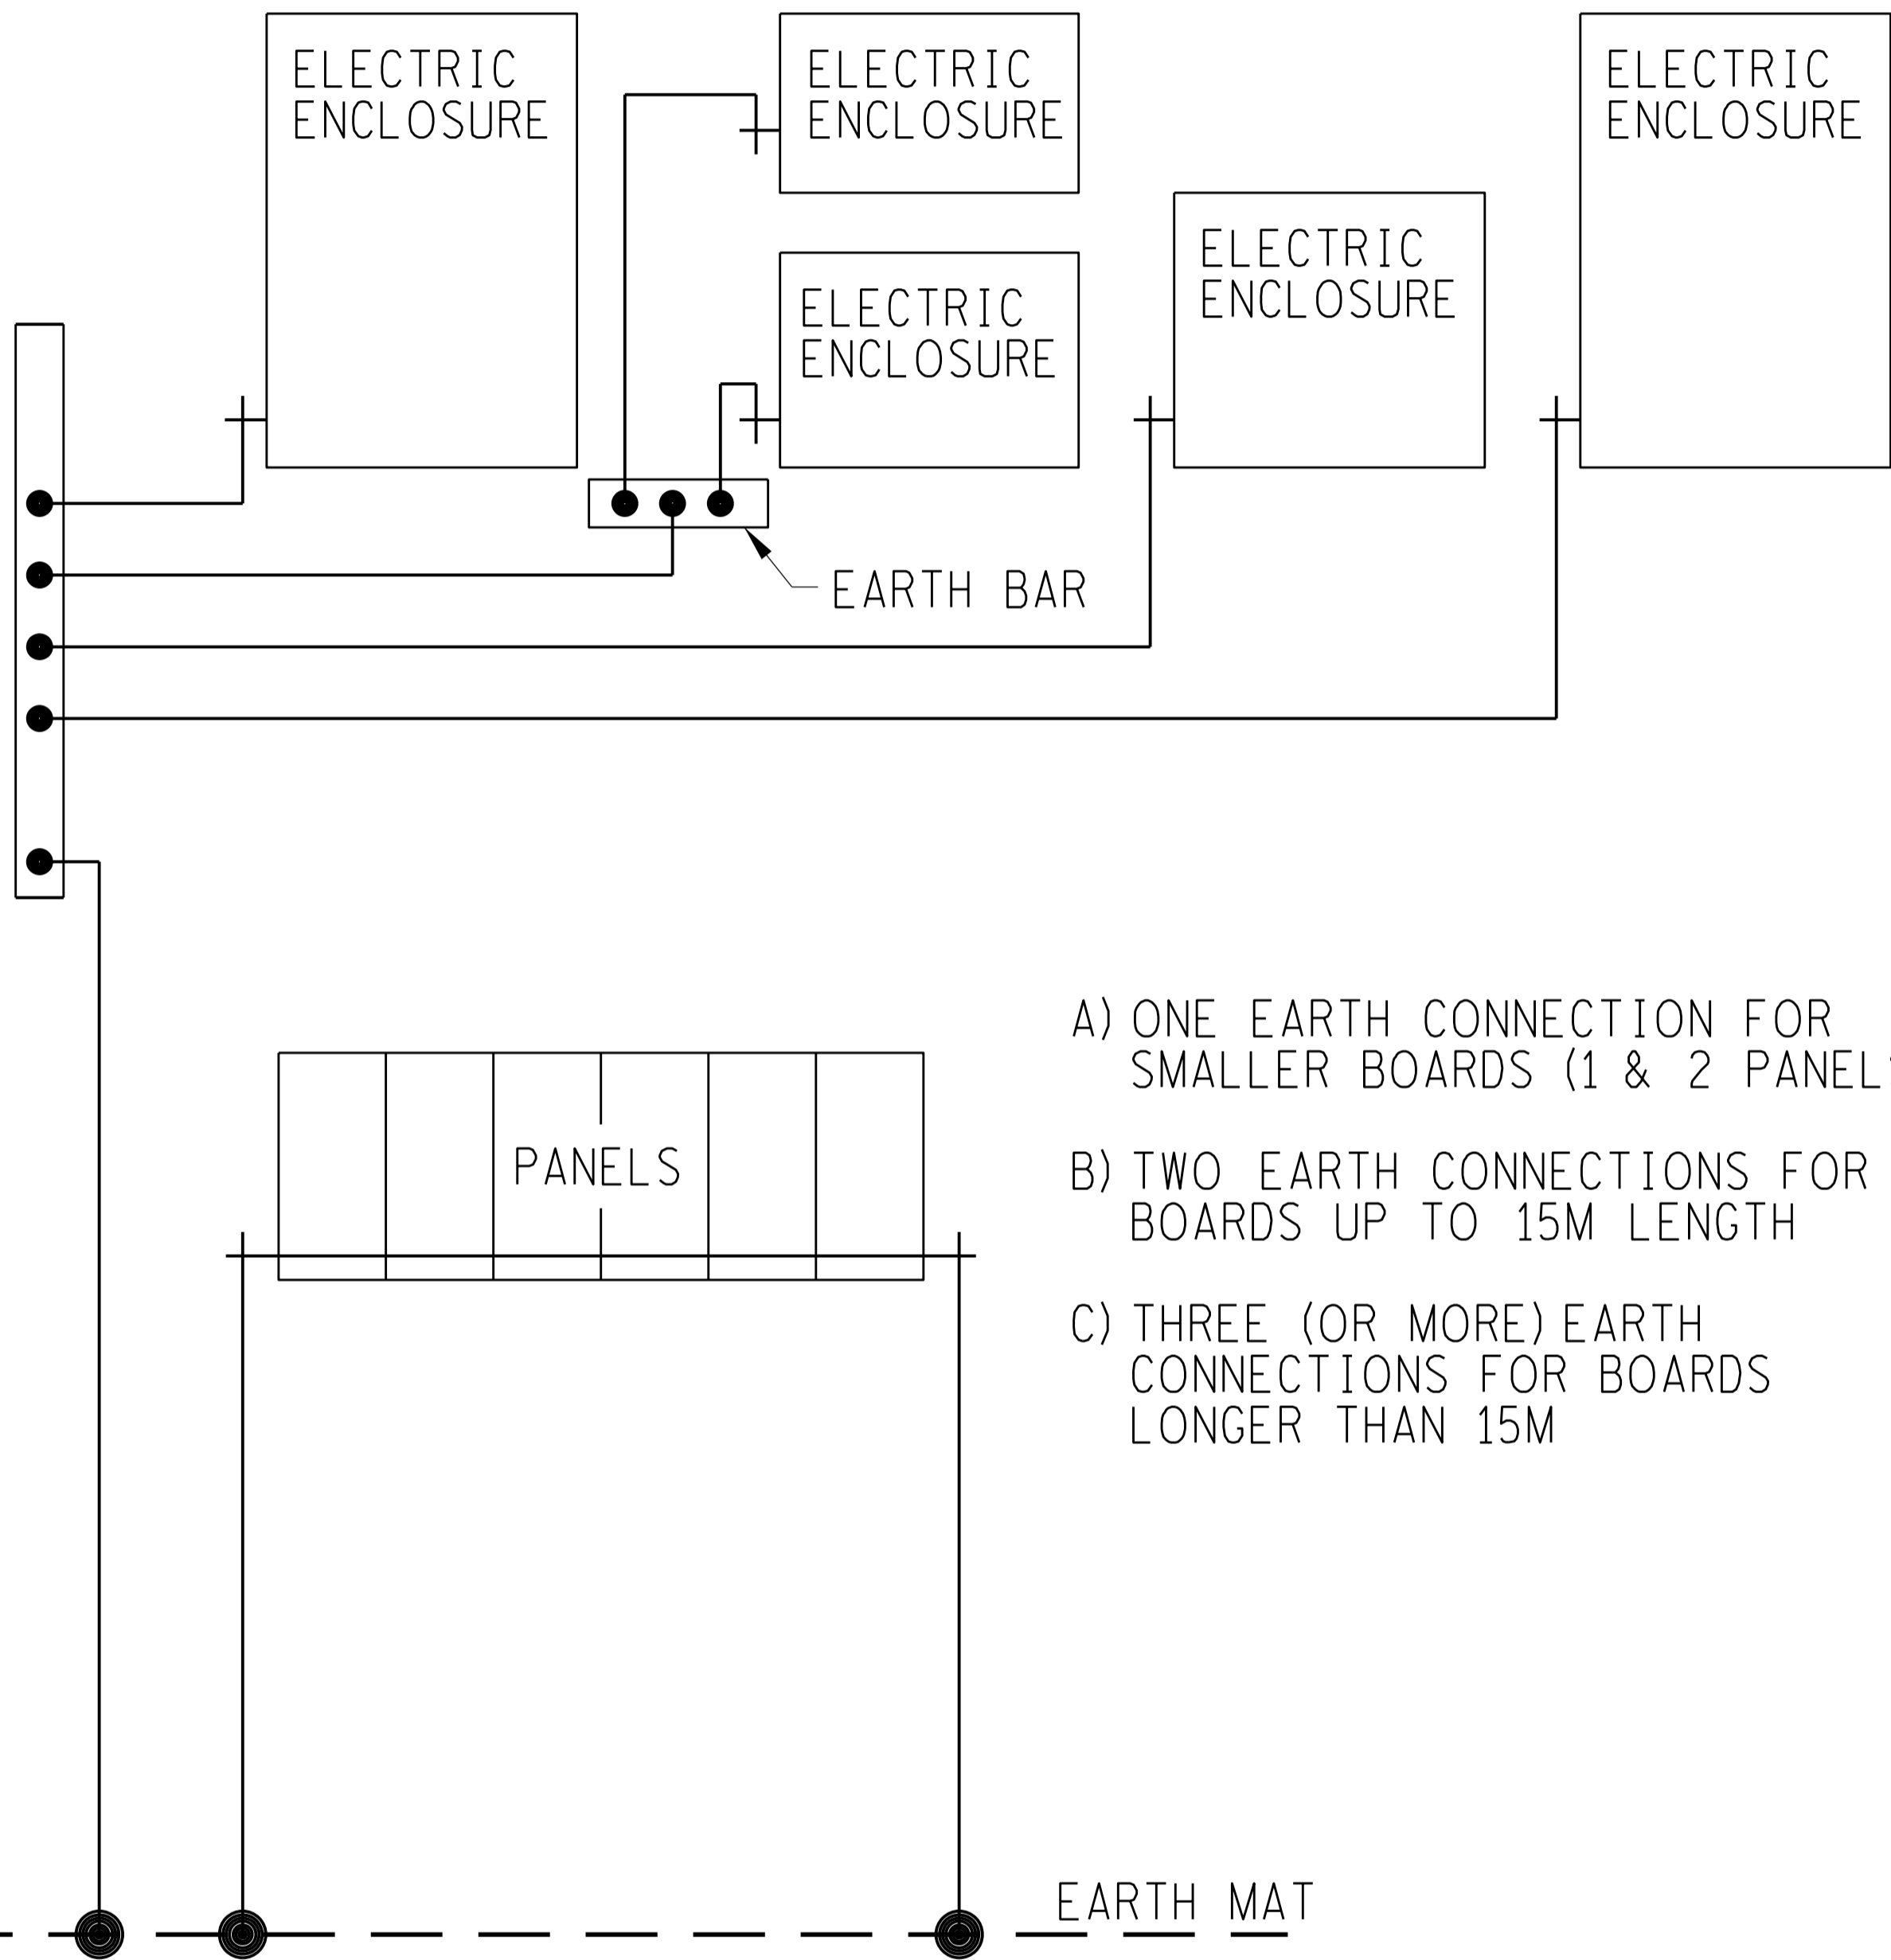 ELECTRIC
ENCLOSURE
ELECTRIC
ENCLOSURE
ELECTRIC
ENCLOSURE
ELECTRIC
ENCLOSURE
ELECTRIC
ENCLOSURE
EARTH BAR
A) ONE EARTH CONNECTION FOR
SMALLER BOARDS (1 & 2 PANELS
PANELS
B) TWO EARTH CONNECTIONS FOR
BOARDS UP TO 15M LENGTH
C) THREE (OR MORE) EARTH
CONNECTIONS FOR BOARDS
LONGER THAN 15M
EARTH MAT